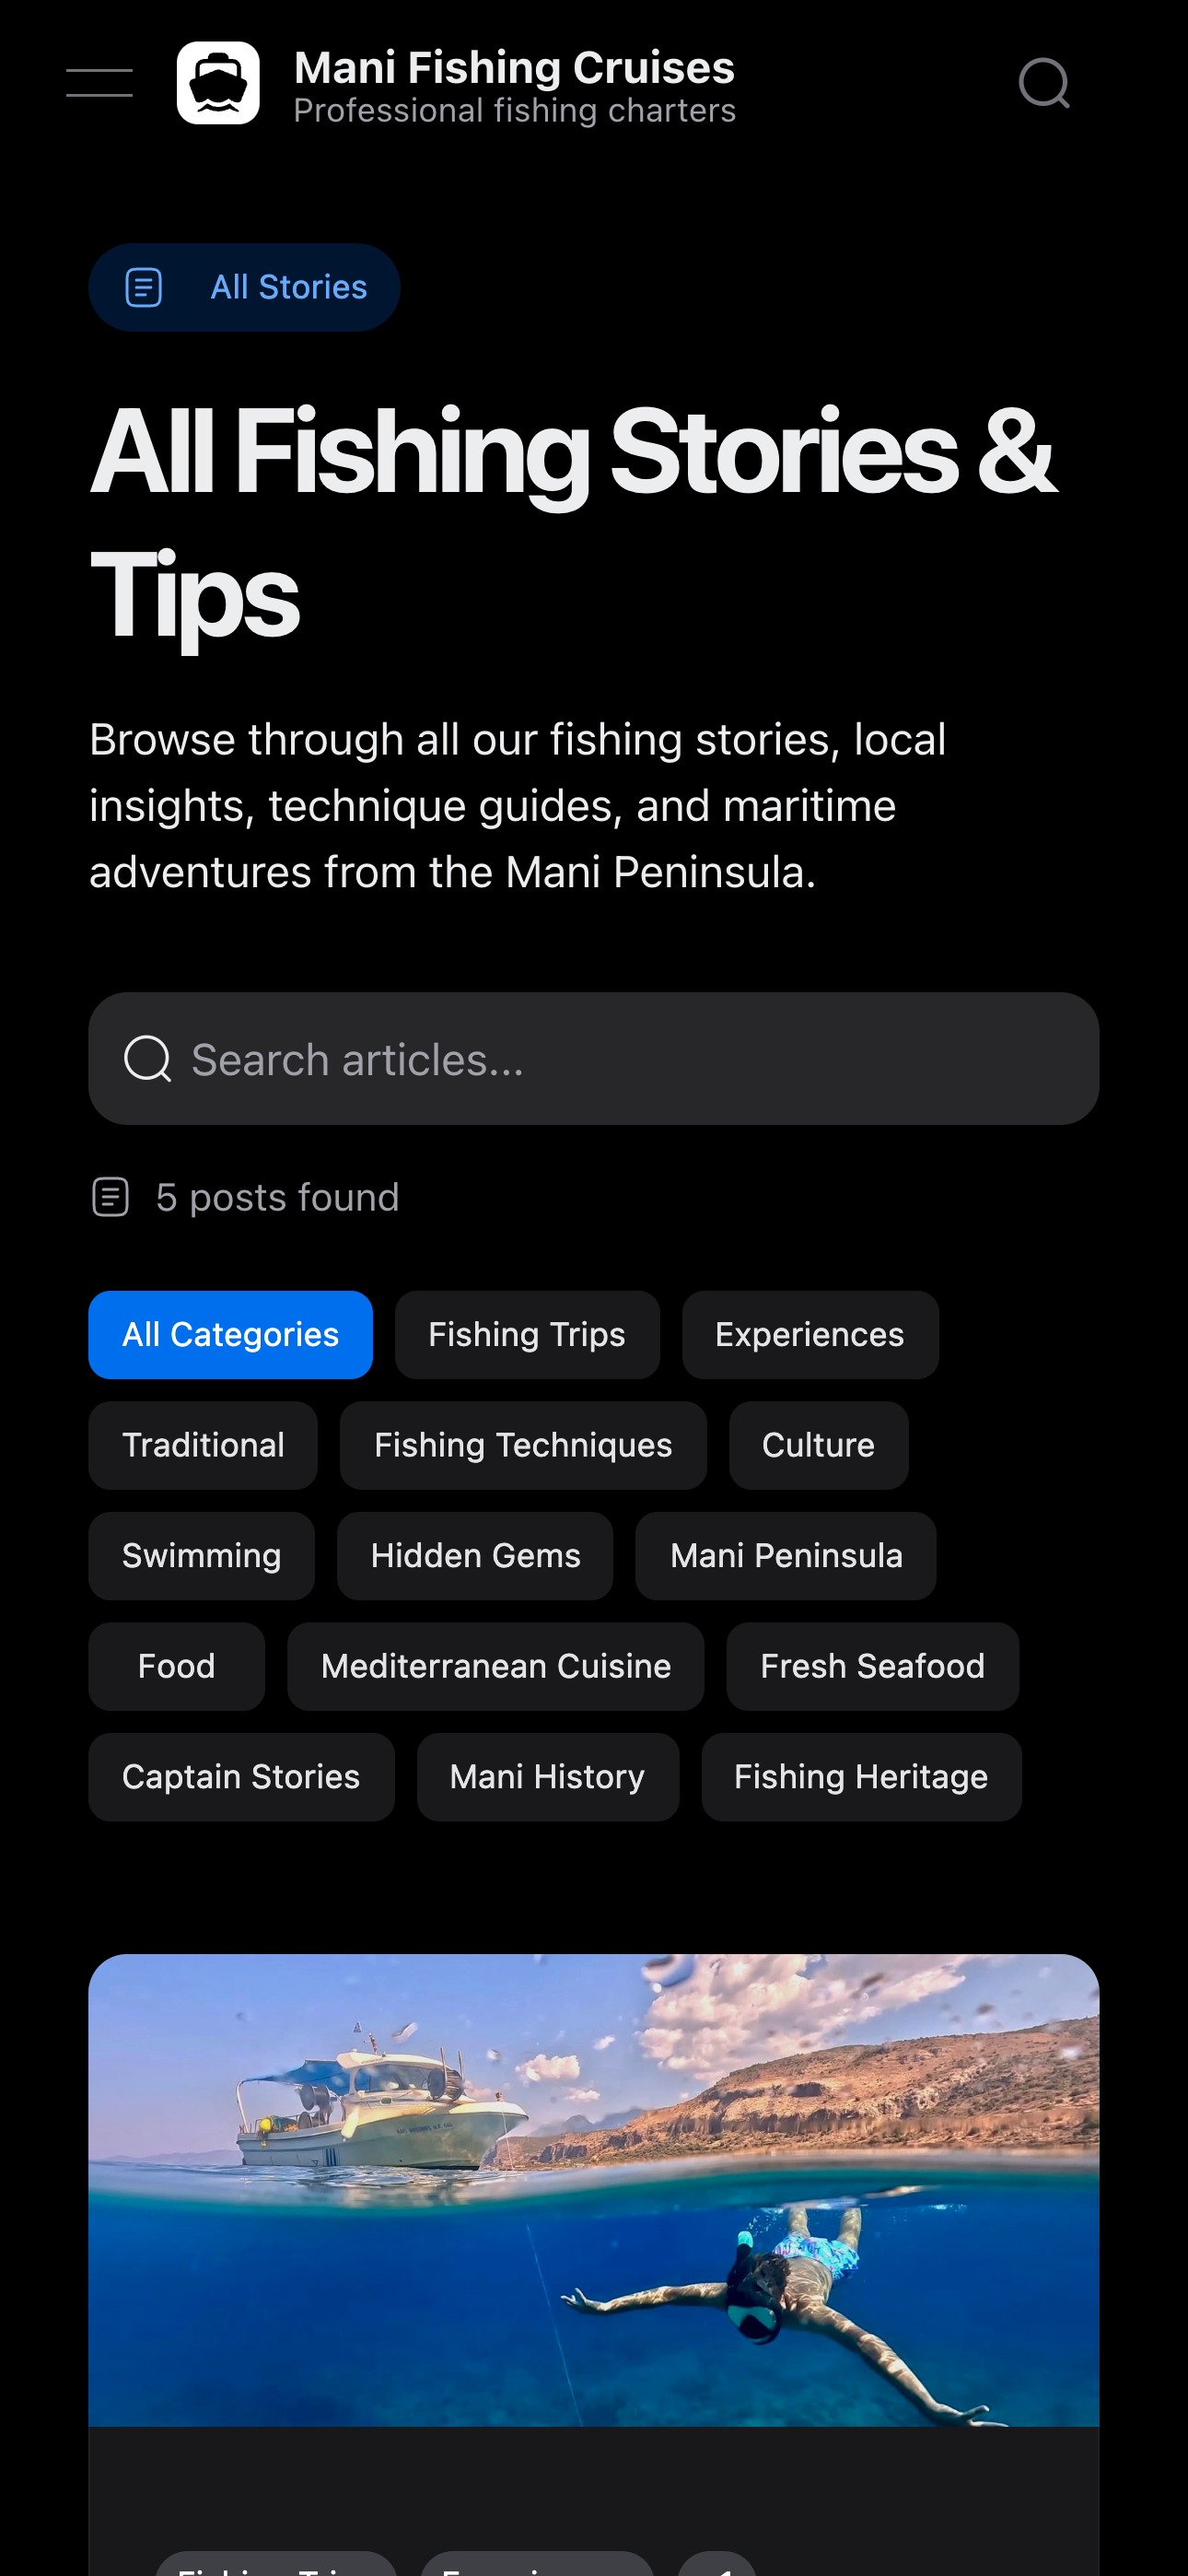 Mani Fishing Cruises
Professional fishing charters
All Stories
All Fishing Stories &
Tips
Browse through all our fishing stories, local
insights, technique guides, and maritime
adventures from the Mani Peninsula.
Search articles...
5 posts found
All Categories
Fishing Trips
Experiences
Traditional
Fishing Techniques
Culture
Swimming
Hidden Gems
Mani Peninsula
Food
Mediterranean Cuisine
Fresh Seafood
Captain Stories
Mani History
Fishing Heritage